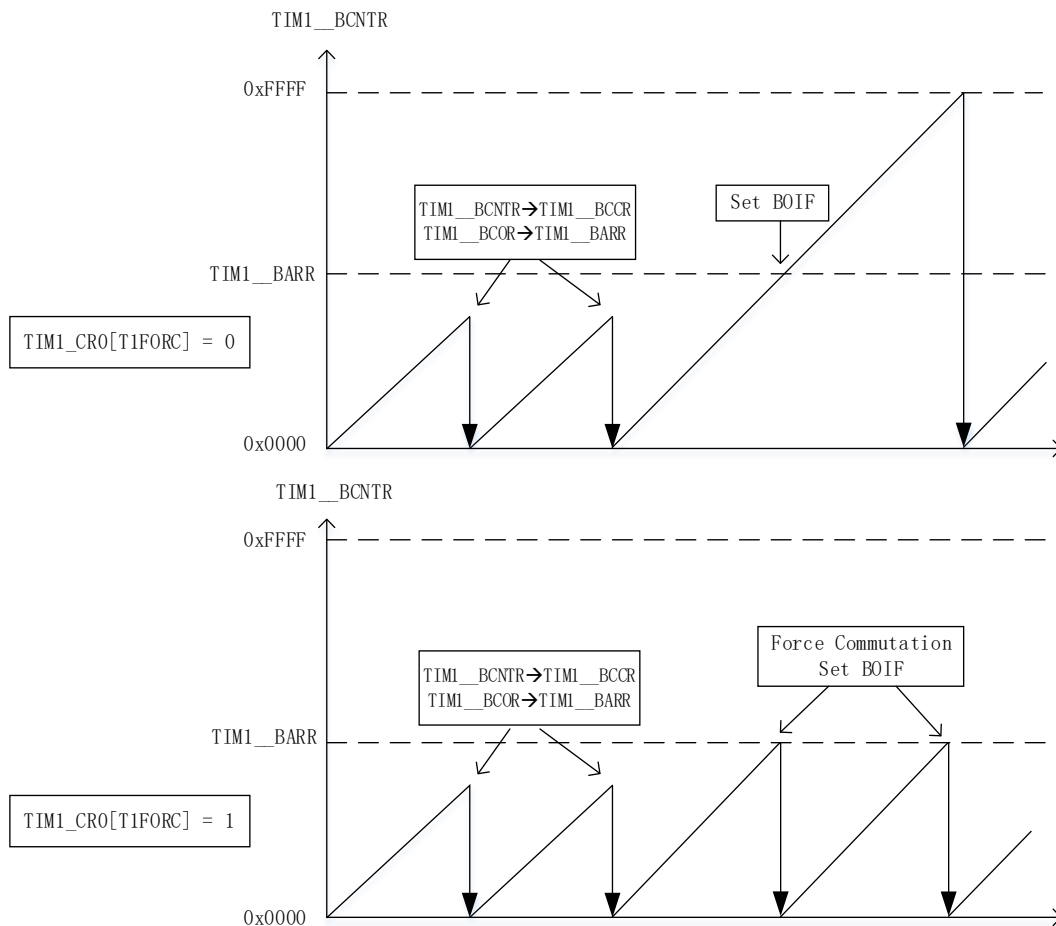 TIM1__BCNTR
0xFFFF
TIM1__BCNTR→TIM1__BCCR
TIM1__BCOR→TIM1__BARR
Set BOIF
TIM1__BARR
TIM1_CR0[T1FORC] = 0
0x0000
TIM1__BCNTR
0xFFFF
Force Commutation
Set BOIF
TIM1__BCNTR→TIM1__BCCR
TIM1__BCOR→TIM1__BARR
TIM1__BARR
TIM1_CR0[T1FORC] = 1
0x0000